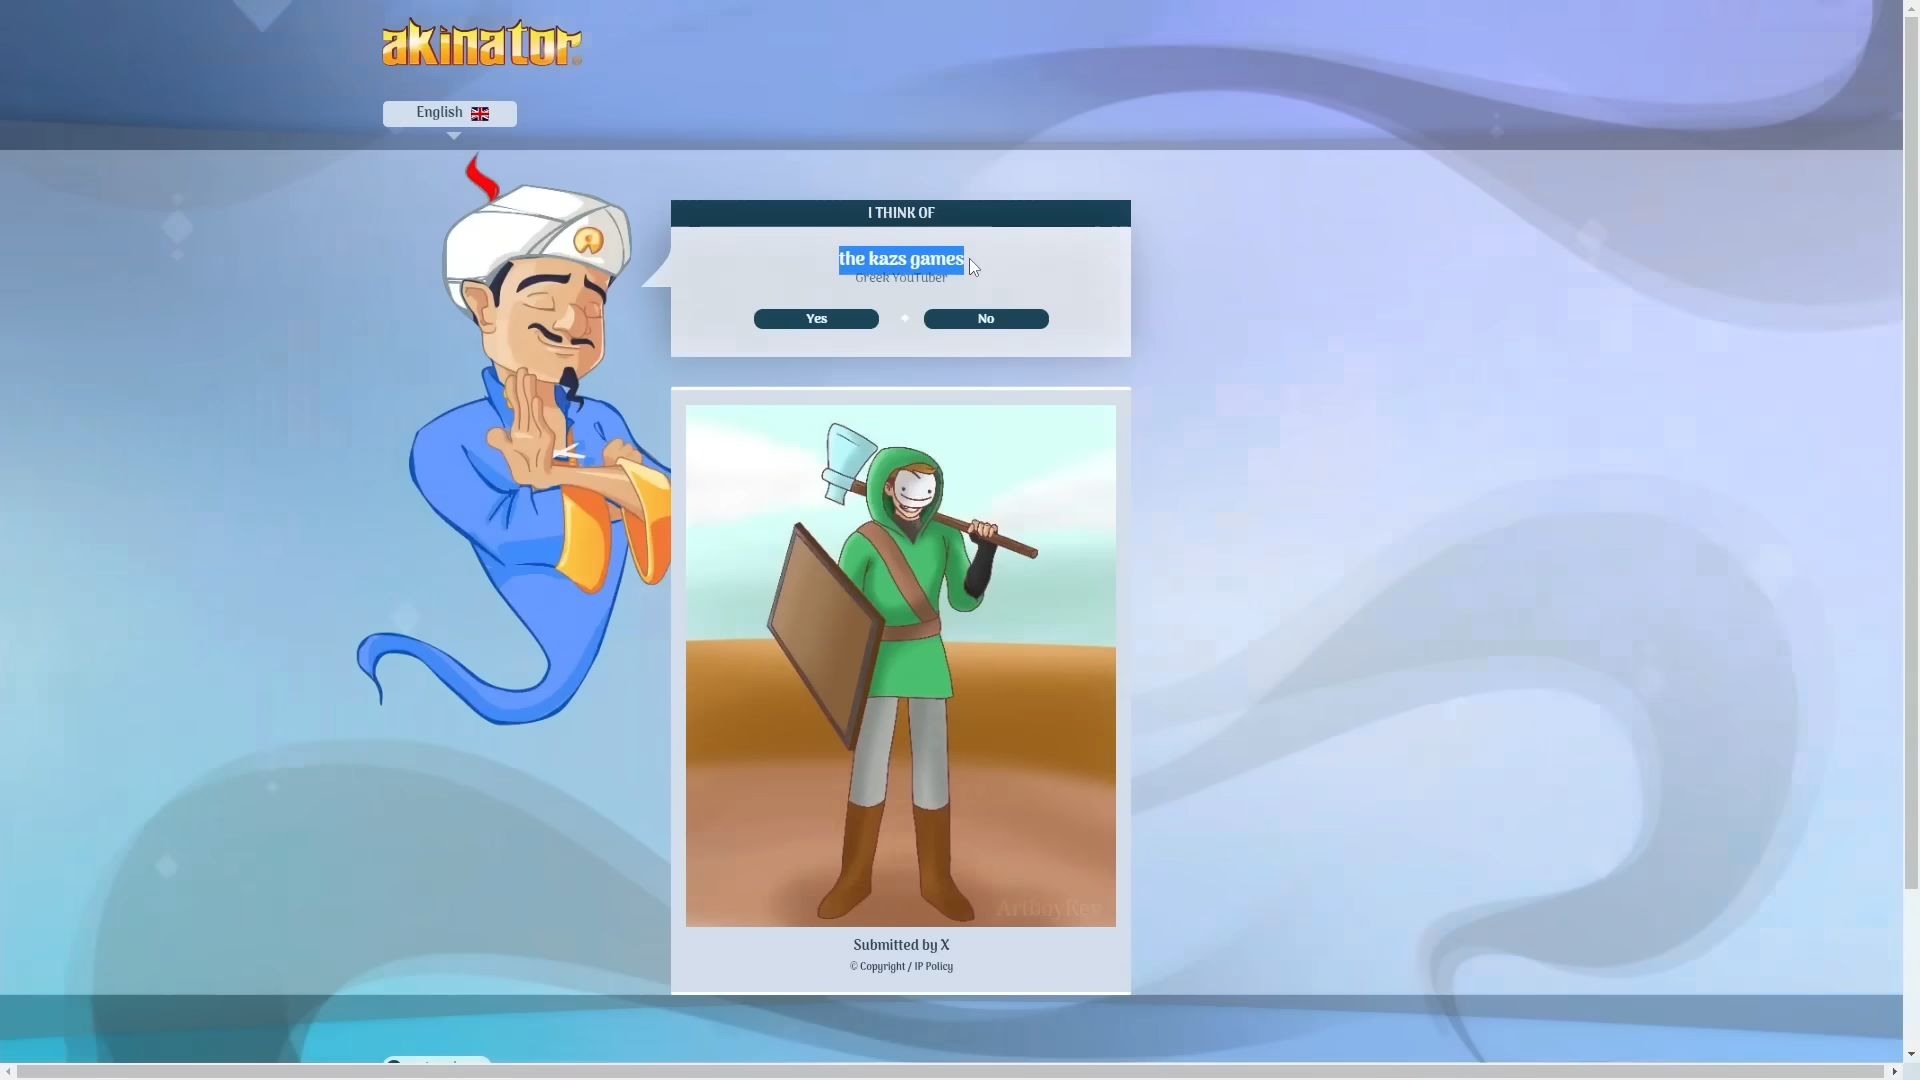 akinator
English
I THINK OF
the kazs games
Greek YouTuber
Yes
No
ArtboyKev
Submitted by X
© Copyright / IP Policy